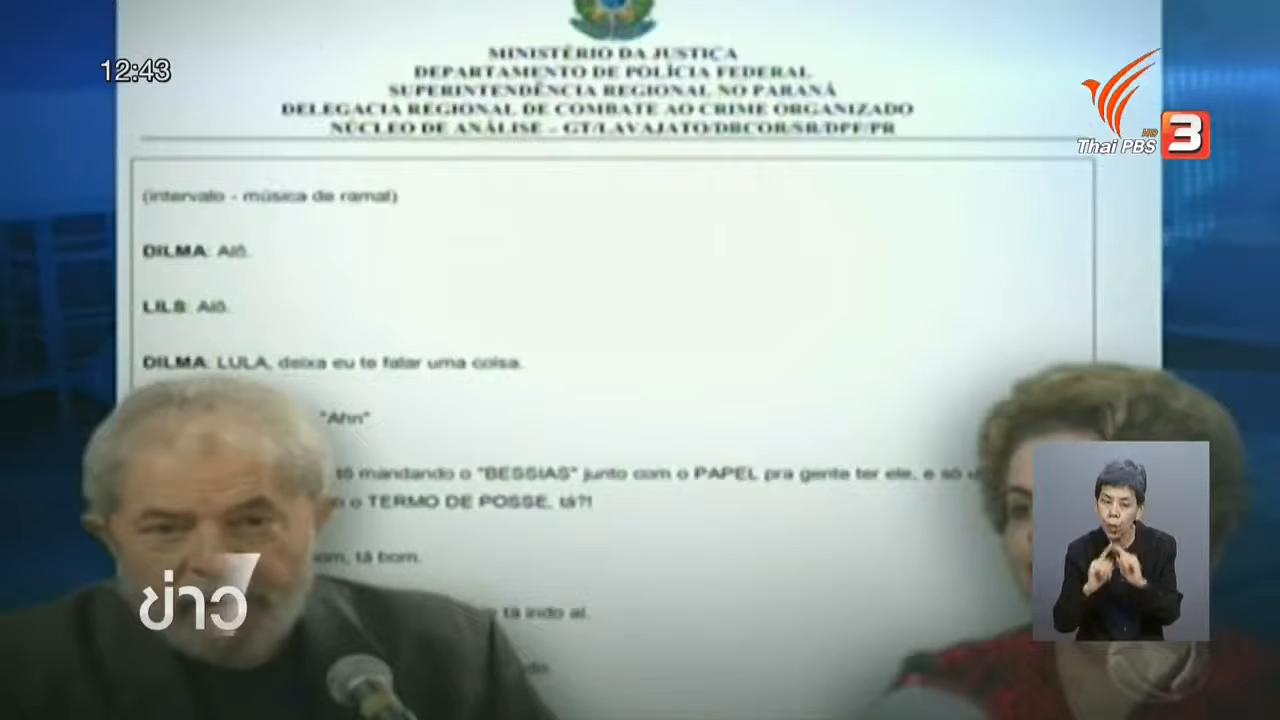 12:43
Thai PBS HD 3
MINISTÉRIO DA JUSTIÇA
DEPARTAMENTO DE POLÍCIA FEDERAL
SUPERINTENDÊNCIA REGIONAL NO PARANÁ
DELEGACIA REGIONAL DE COMBATE AO CRIME ORGANIZADO
NÚCLEO DE ANÁLISE – GT/LAVAJATO/DRCOR/SR/DPF/PR
(intervalo - música de ramal)
DILMA: Alô.
LILS: Alô.
DILMA: LULA, deixa eu te falar uma coisa.
"Ahn"
tô mandando o "BESSIAS" junto com o PAPEL pra gente ter ele, e só
o TERMO DE POSSE, tá?!
tá bom.
tá indo aí.
ข่าว